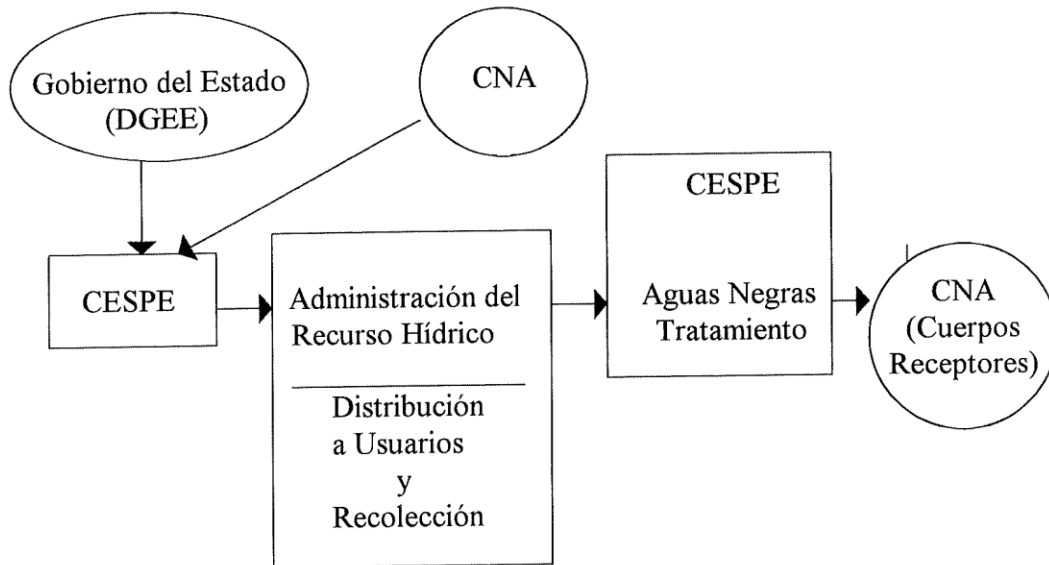 Gobierno del Estado
(DGEE)
CNA
CESPE
Administración del
Recurso Hídrico
Distribución
a Usuarios
y
Recolección
CESPE
Aguas Negras
Tratamiento
CNA
(Cuerpos
Receptores)